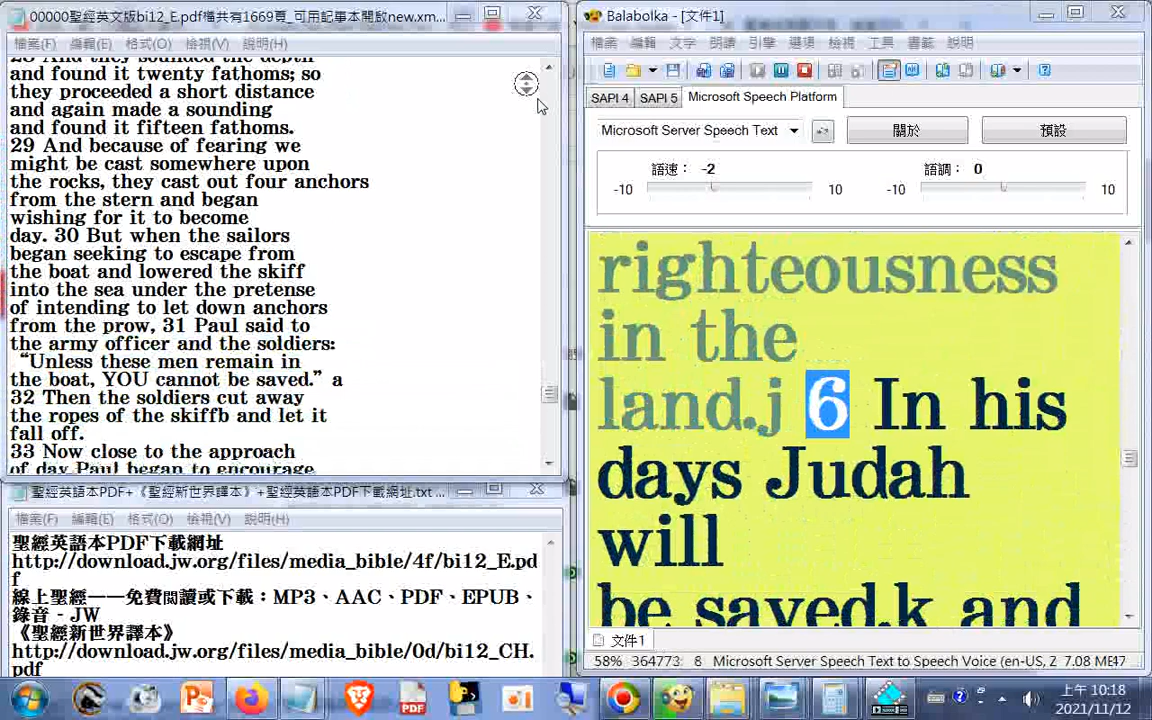 00000聖經英文版bi12_E.pdf檔共有1669頁_可用記事本開啟new.xm...
檔案(F) 編輯(E) 格式(O) 檢視(V) 說明(H)
28 And they sounded the depth
and found it twenty fathoms; so
they proceeded a short distance
and again made a sounding
and found it fifteen fathoms.
29 And because of fearing we
might be cast somewhere upon
the rocks, they cast out four anchors
from the stern and began
wishing for it to become
day. 30 But when the sailors
began seeking to escape from
the boat and lowered the skiff
into the sea under the pretense
of intending to let down anchors
from the prow, 31 Paul said to
the army officer and the soldiers:
“Unless these men remain in
the boat, YOU cannot be saved.” a
32 Then the soldiers cut away
the ropes of the skiffb and let it
fall off.
33 Now close to the approach
of day Paul began to encourage
聖經英語本PDF+《聖經新世界譯本》+聖經英語本PDF下載網址.txt ...
檔案(F) 編輯(E) 格式(O) 檢視(V) 說明(H)
聖經英語本PDF下載網址
http://download.jw.org/files/media_bible/4f/bi12_E.pd
f
線上聖經——免費閱讀或下載：MP3、AAC、PDF、EPUB、
錄音 - JW
《聖經新世界譯本》
http://download.jw.org/files/media_bible/0d/bi12_CH.
pdf
Balabolka - [文件1]
檔案 編輯 文字 朗讀 引擎 選項 檢視 工具 書籤 說明
SAPI 4 SAPI 5 Microsoft Speech Platform
Microsoft Server Speech Text 關於 預設
語速： -2 語調： 0
-10 10 -10 10
righteousness
in the
land.j 6 In his
days Judah
will
be saved,k and
文件1
58% 364773 8 Microsoft Server Speech Text to Speech Voice (en-US, Z 7.08 ME47
上午 10:18
2021/11/12